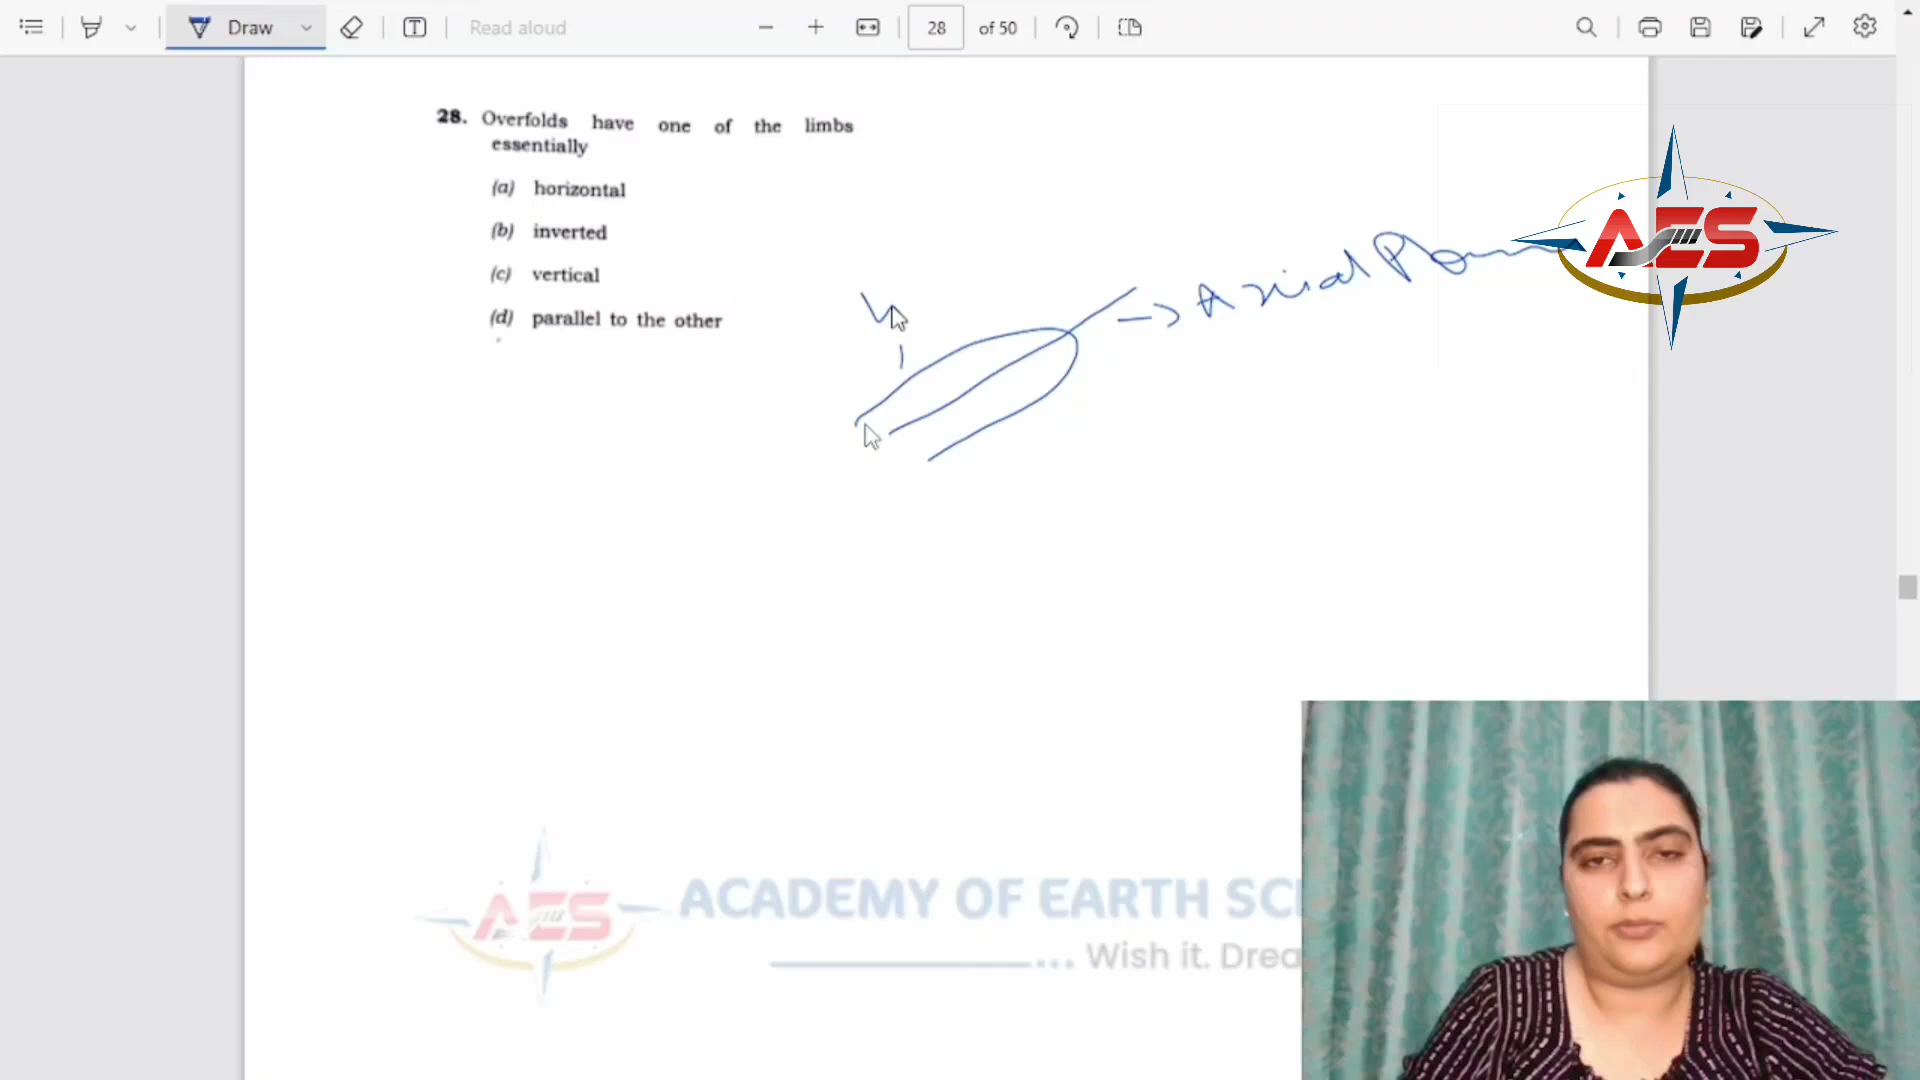 Draw
Read aloud
28 of 50
28. Overfolds have one of the limbs
essentially
(a) horizontal
(b) inverted
(c) vertical
(d) parallel to the other
Axial
AES
AES
ACADEMY OF EARTH SC
Wish it. Drea